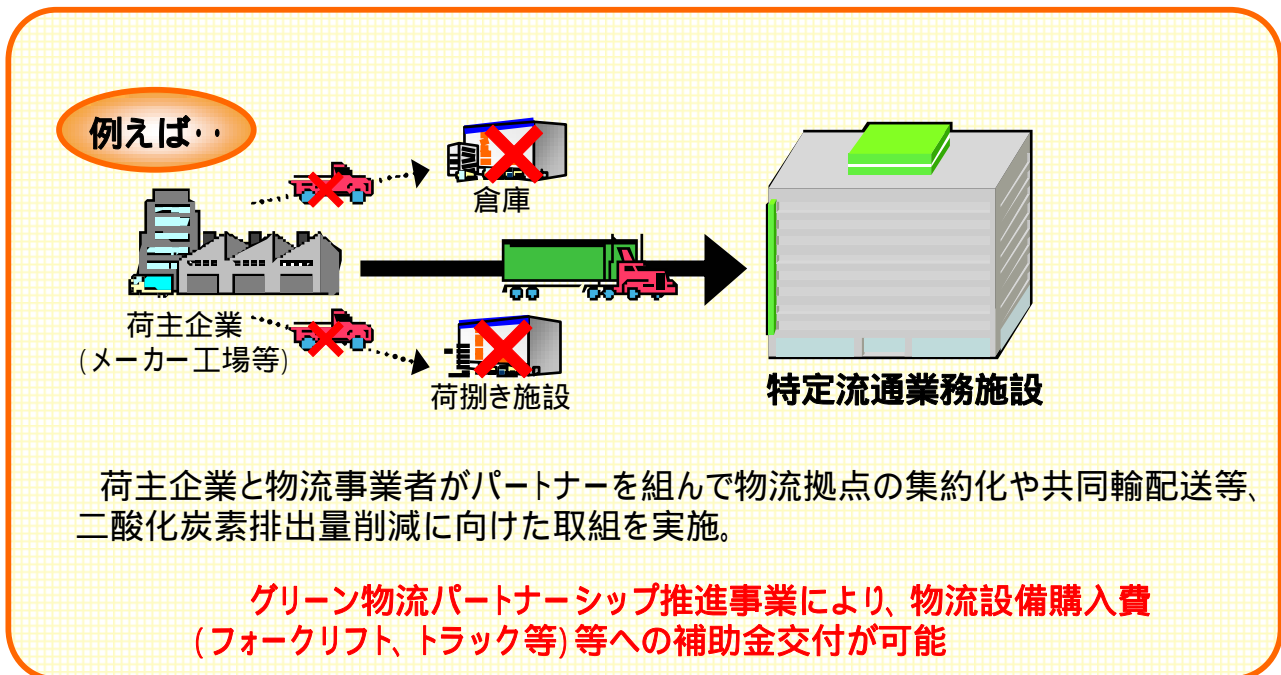 例えば‥
倉庫
荷主企業
(メーカー工場等)
荷捌き施設
特定流通業務施設
荷主企業と物流事業者がパートナーを組んで物流拠点の集約化や共同輸配送等、
二酸化炭素排出量削減に向けた取組を実施。
グリーン物流パートナーシップ推進事業により、物流設備購入費
(フォークリフト、トラック等)等への補助金交付が可能